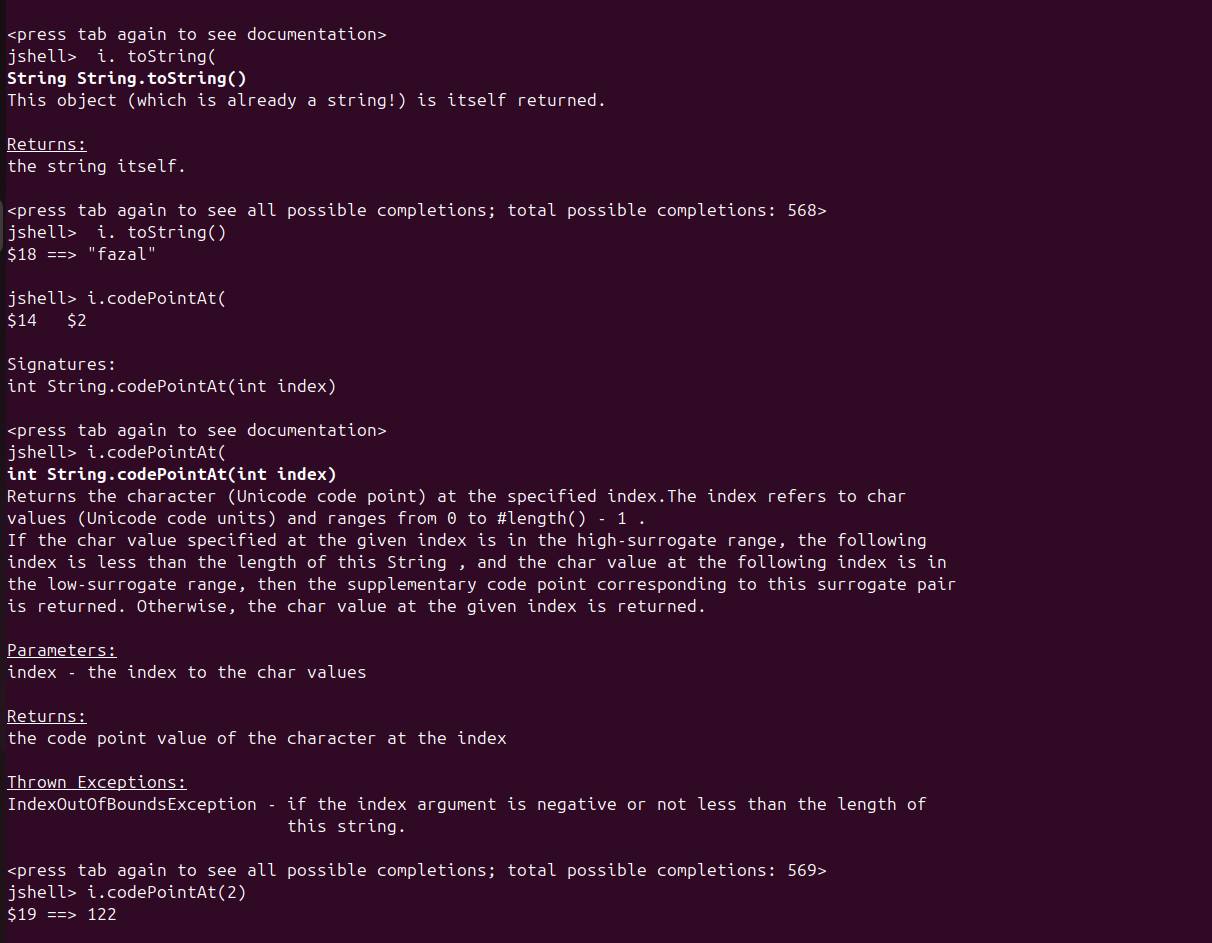 <press tab again to see documentation>
jshell>  i. toString(
String String.toString()
This object (which is already a string!) is itself returned.
Returns:
the string itself.
<press tab again to see all possible completions; total possible completions: 568>
jshell>  i. toString()
$18 ==> "fazal"
jshell> i.codePointAt(
$14   $2
Signatures:
int String.codePointAt(int index)
<press tab again to see documentation>
jshell> i.codePointAt(
int String.codePointAt(int index)
Returns the character (Unicode code point) at the specified index.The index refers to char
values (Unicode code units) and ranges from 0 to #length() - 1 .
If the char value specified at the given index is in the high-surrogate range, the following
index is less than the length of this String , and the char value at the following index is in
the low-surrogate range, then the supplementary code point corresponding to this surrogate pair
is returned. Otherwise, the char value at the given index is returned.
Parameters:
index - the index to the char values
Returns:
the code point value of the character at the index
Thrown Exceptions:
IndexOutOfBoundsException - if the index argument is negative or not less than the length of
                            this string.
<press tab again to see all possible completions; total possible completions: 569>
jshell> i.codePointAt(2)
$19 ==> 122